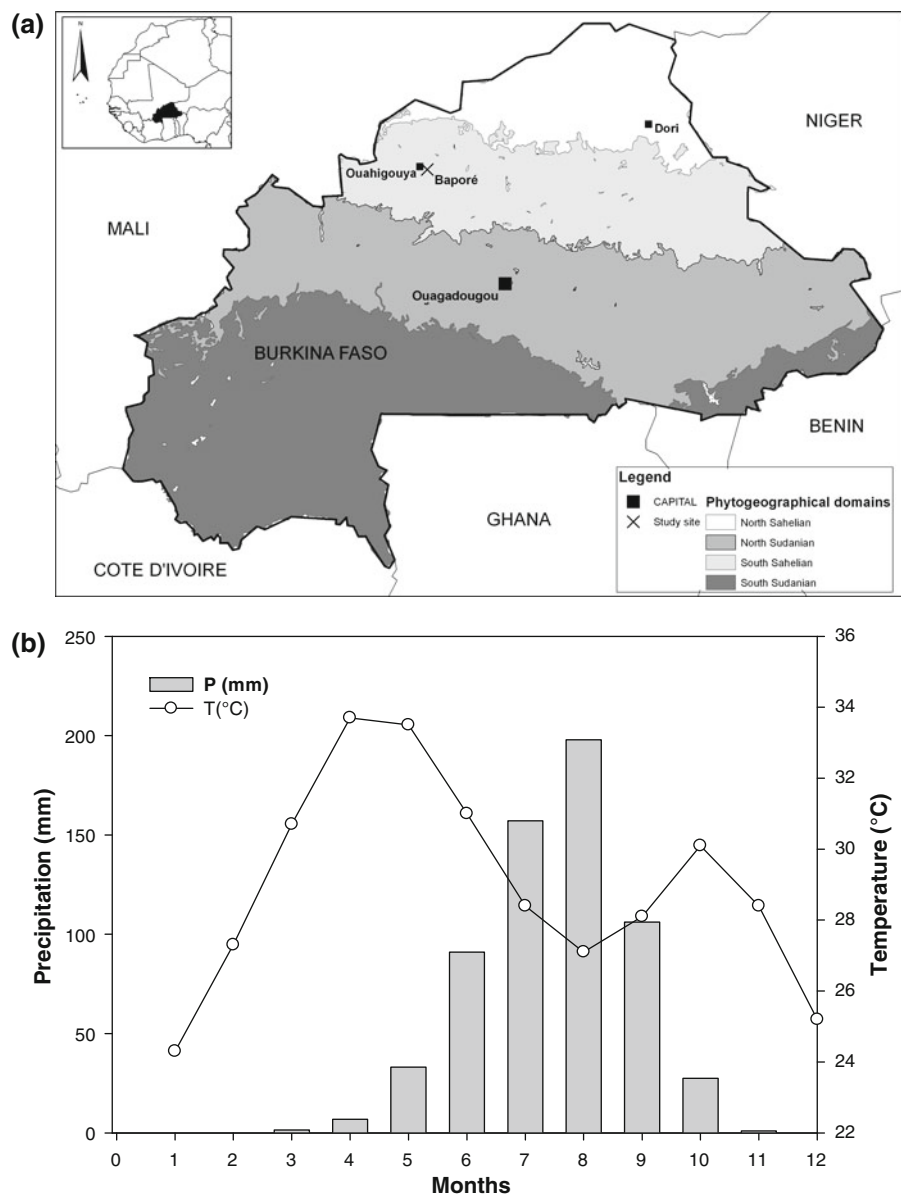 (a)
N
NIGER
Dori
Ouahigouya
Baporé
MALI
Ouagadougou
BURKINA FASO
BENIN
GHANA
COTE D'IVOIRE
Legend
CAPITAL
Study site
Phytogeographical domains
North Sahelian
North Sudanian
South Sahelian
South Sudanian
(b)
P (mm)
T(°C)
250
200
150
100
50
0
Precipitation (mm)
36
34
32
30
28
26
24
22
Temperature (°C)
0 1 2 3 4 5 6 7 8 9 10 11 12
Months